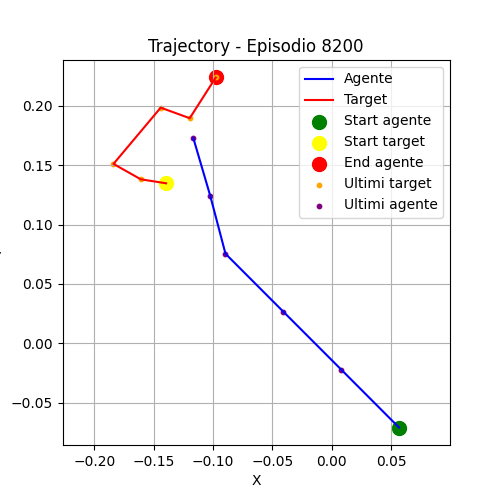 Trajectory - Episodio 8200
Agente
Target
Start agente
Start target
End agente
Ultimi target
Ultimi agente
0.20
0.15
0.10
0.05
0.00
−0.05
−0.20
−0.15
−0.10
−0.05
0.00
0.05
X